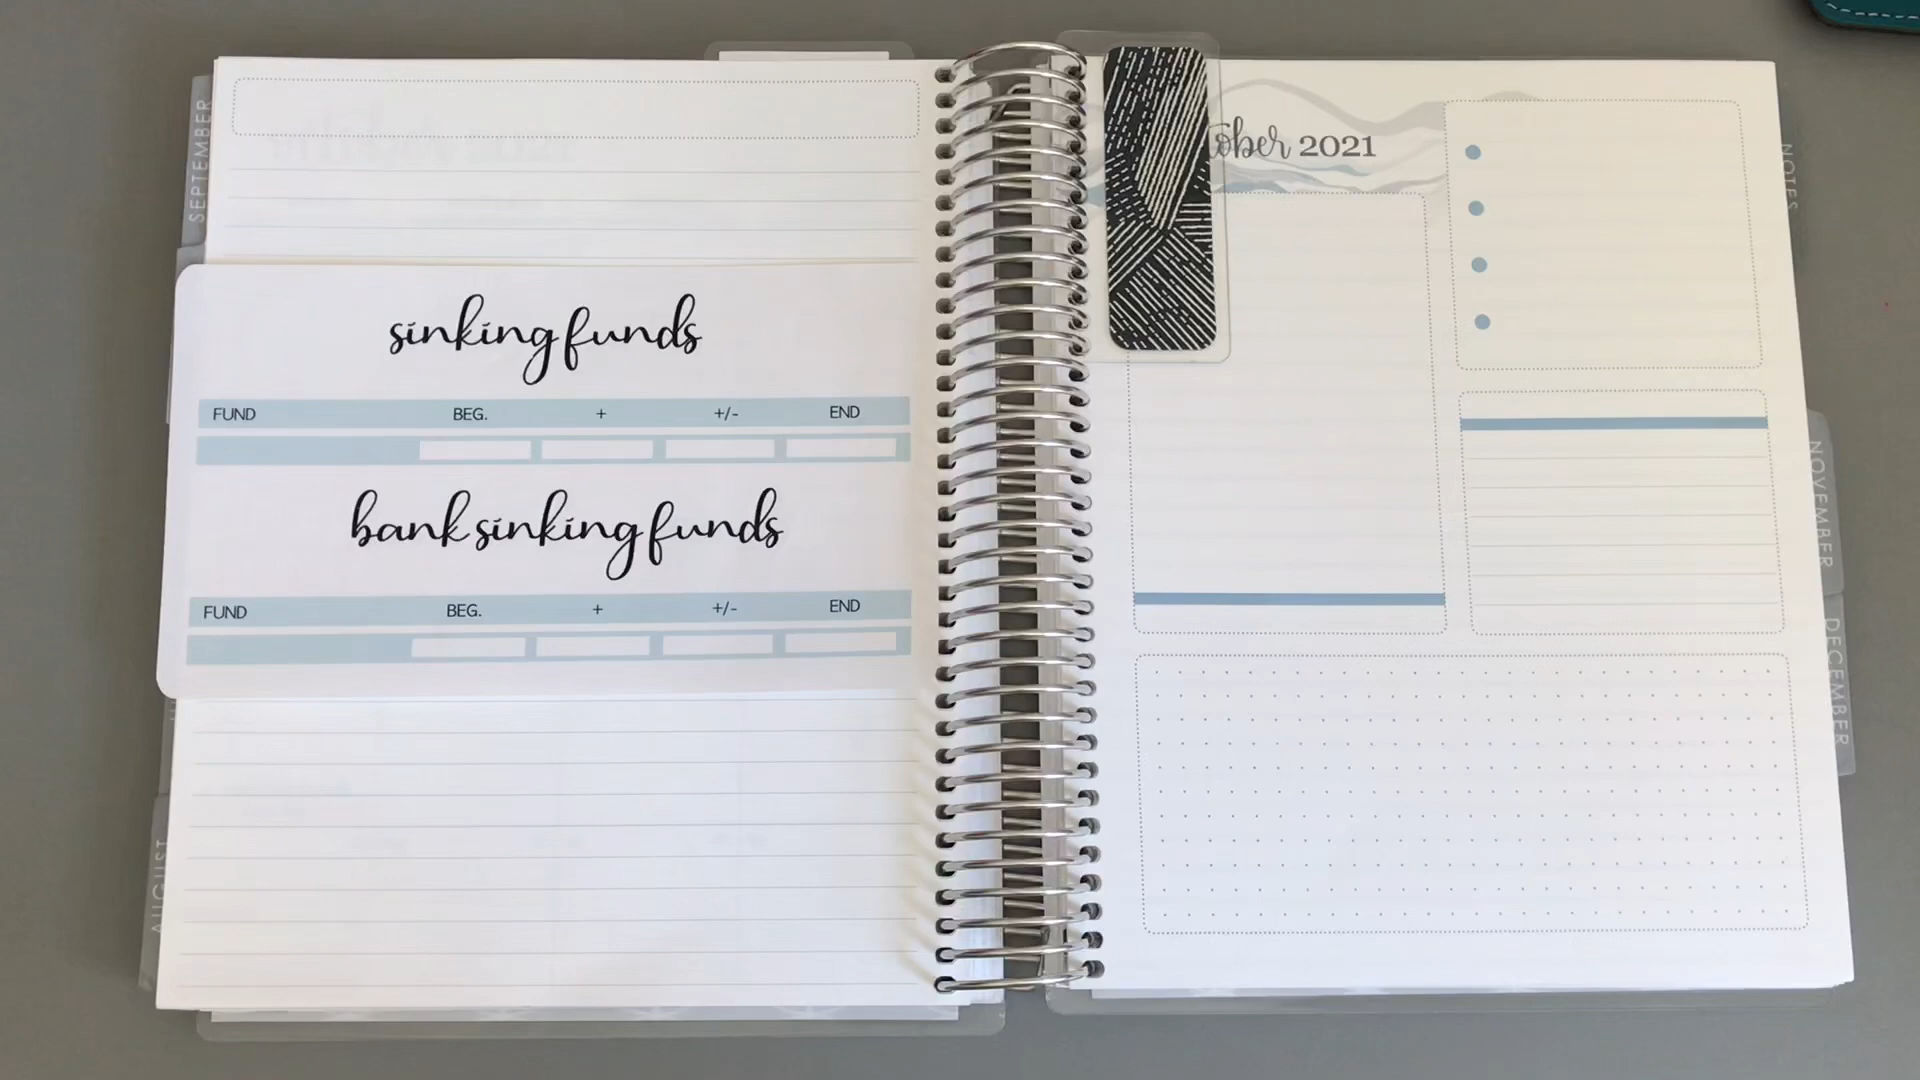 SEPTEMBER
AUGUST
sinking funds
FUND BEG. + +/- END
bank sinking funds
FUND BEG. + +/- END
tober 2021
NOTES
NOVEMBER
DECEMBER